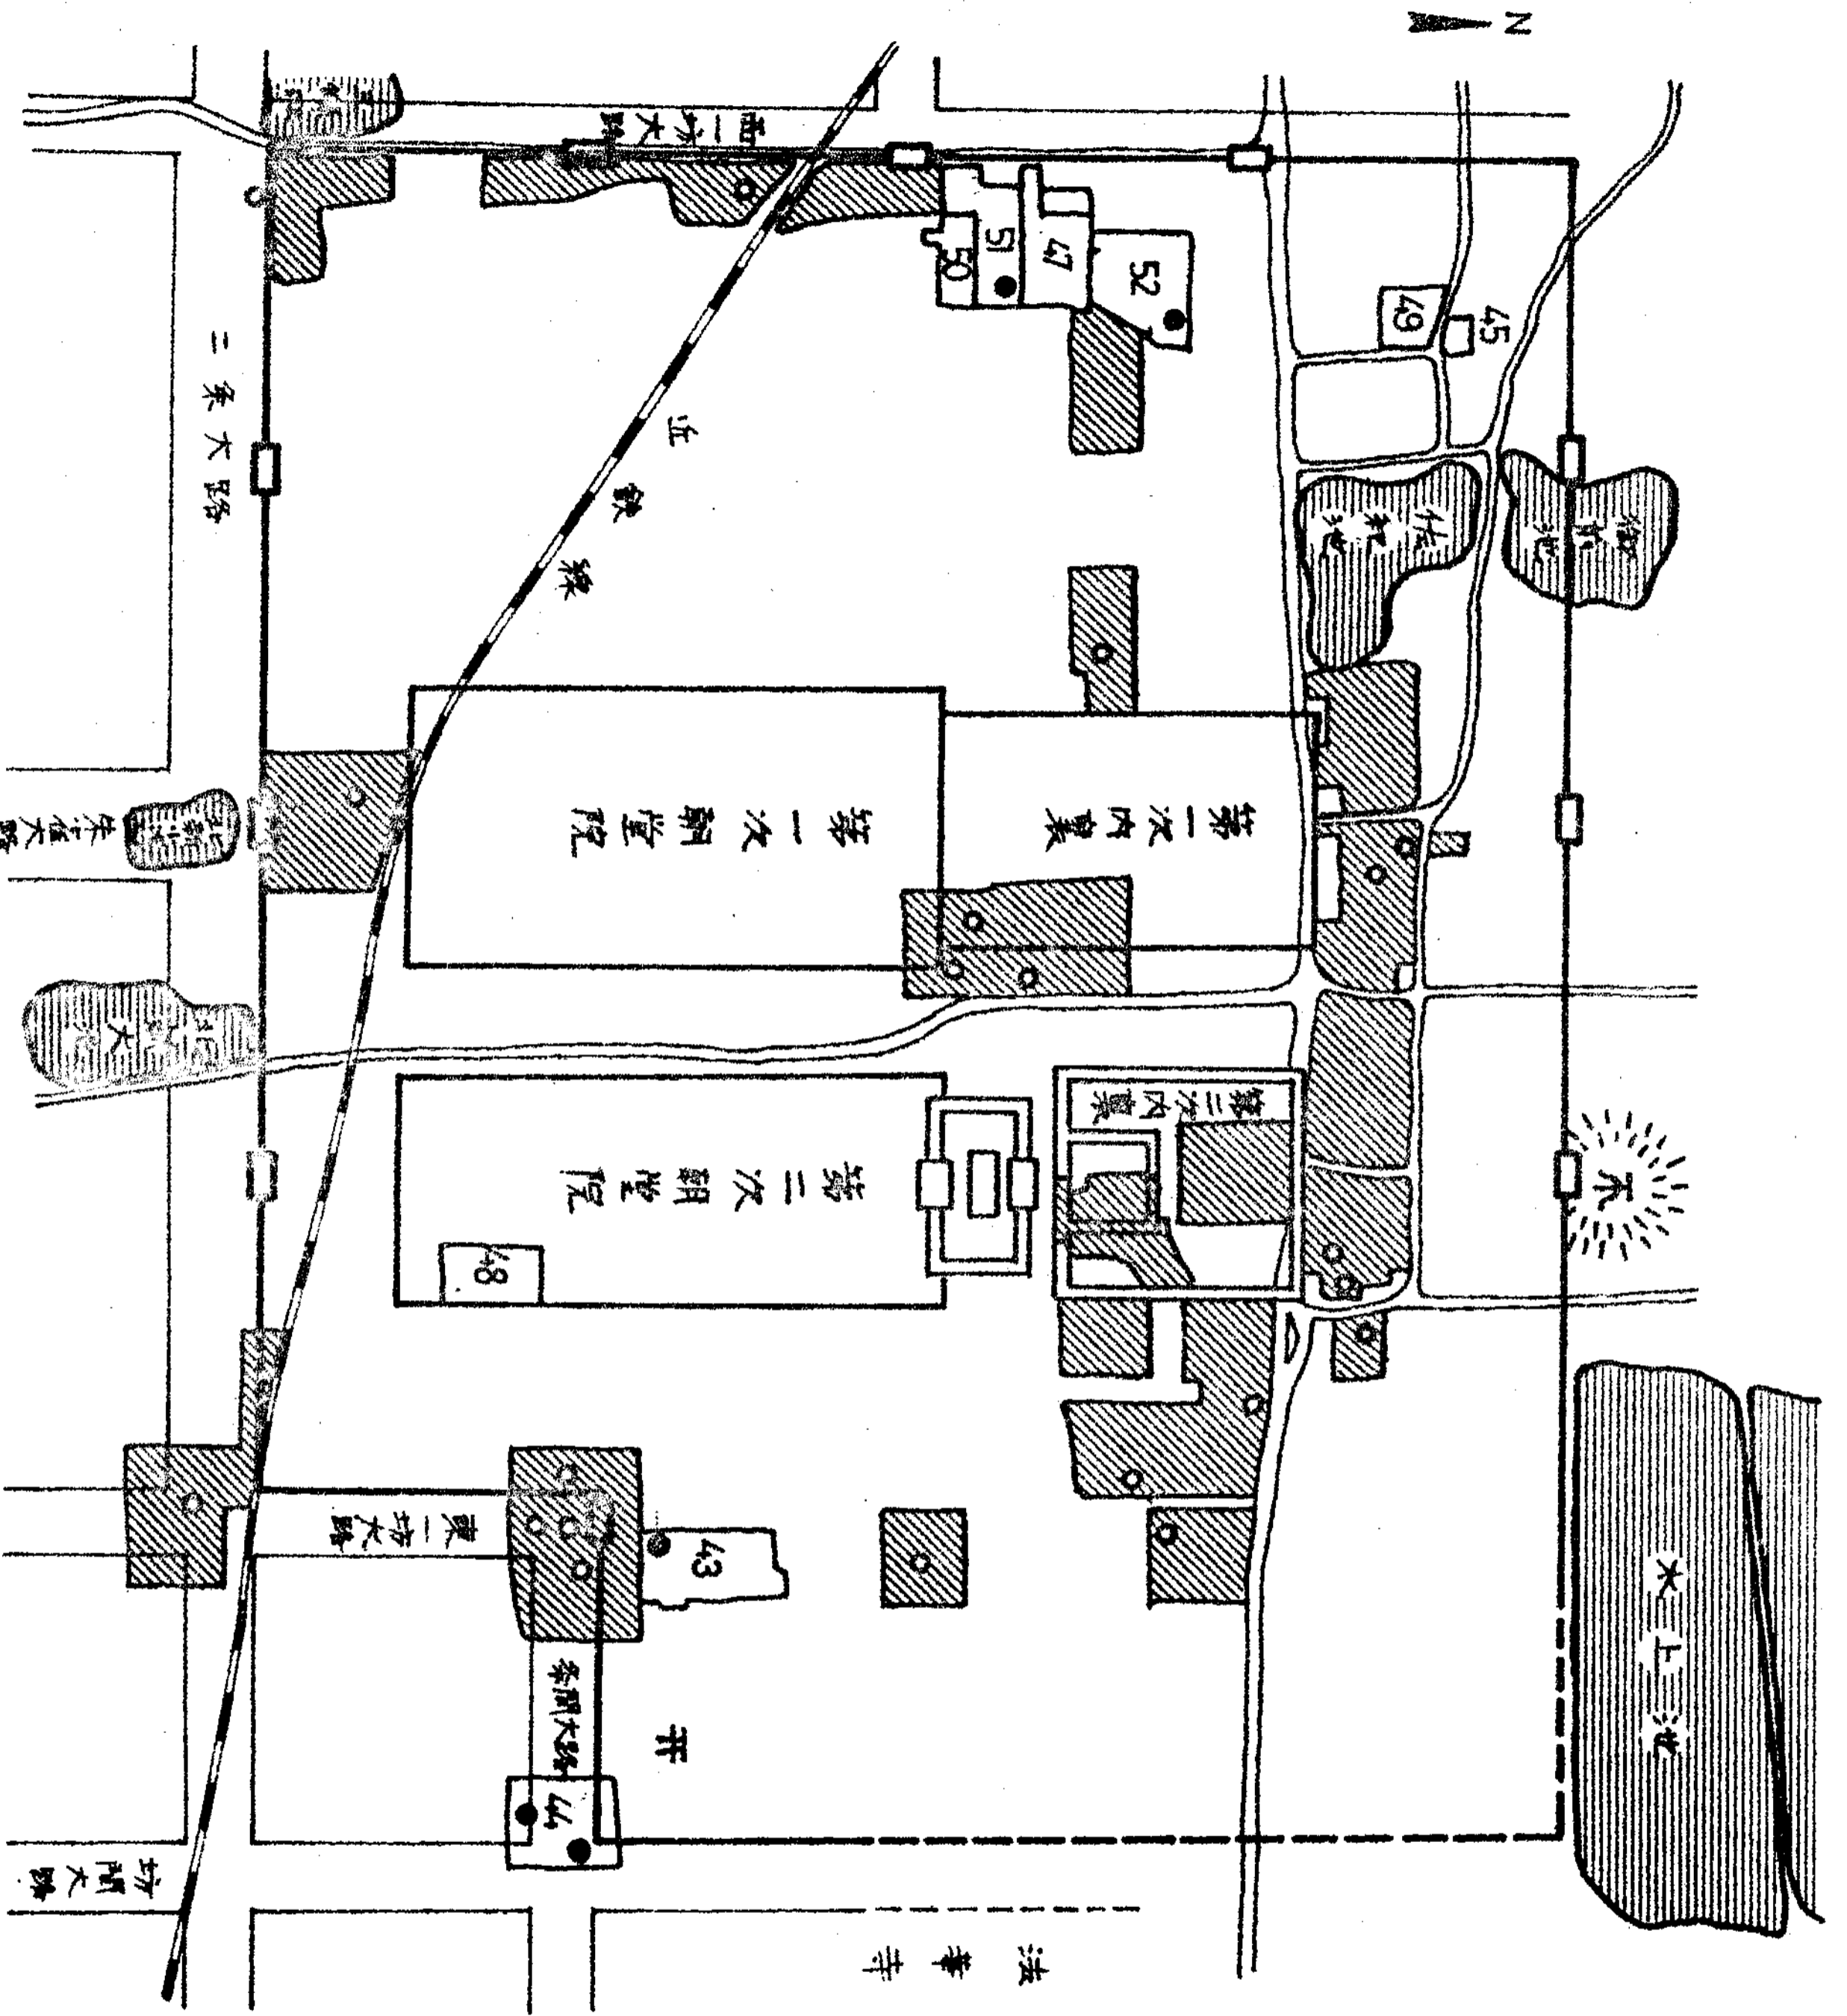 N
西一坊大路
51
50
47
52
49
45
二条大路
近鉄線
佐紀池
御前池
第一次朝堂院
第一次内裏
朱雀大路
第二次内裏
第二次朝堂院
48
43
東一坊大路
条間大路
44
水上池
坊間大路
法華寺